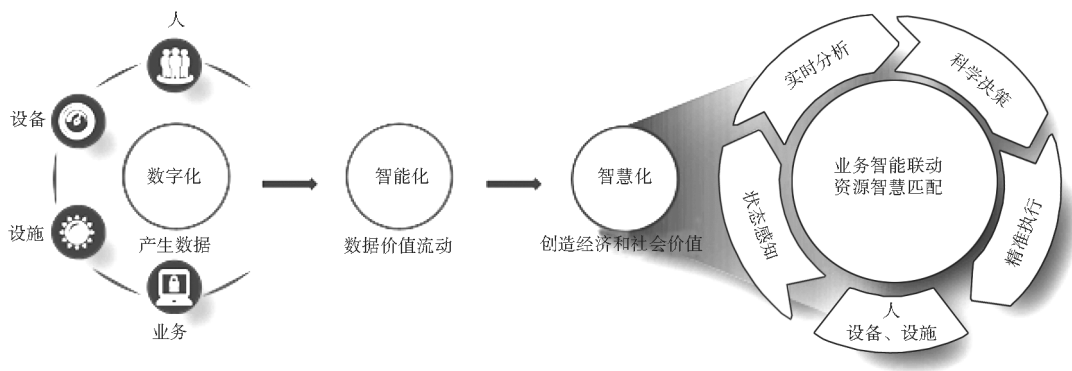 人
设备
数字化
设施
产生数据
业务
智能化
数据价值流动
智慧化
创造经济和社会价值
状态感知
实时分析
科学决策
精准执行
业务智能联动
资源智慧匹配
人
设备、设施